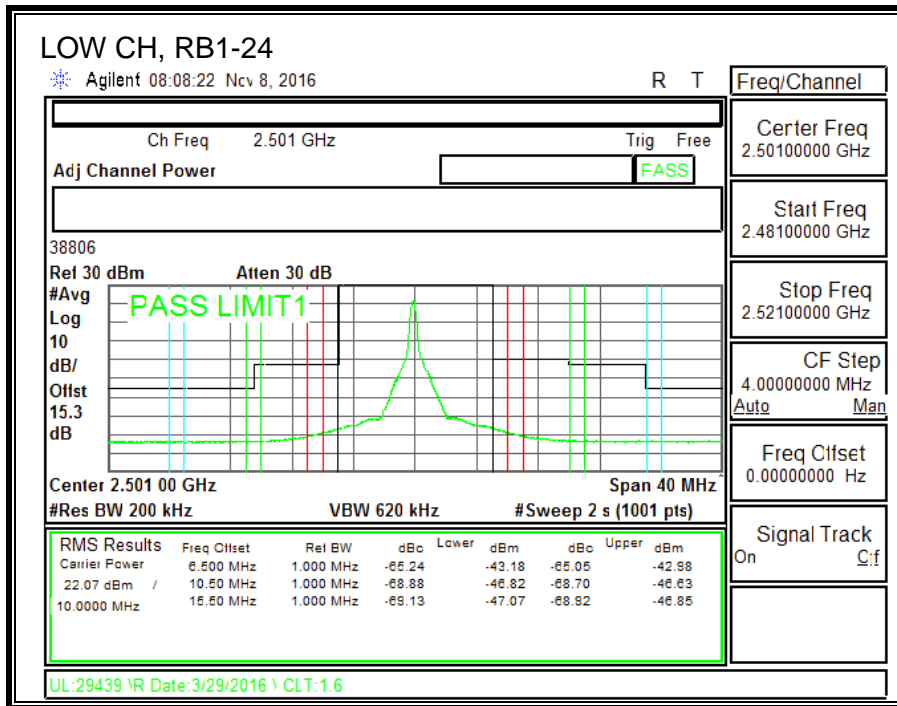 LOW CH, RB1-24
Agilent 08:08:22 Nov 8, 2016 R T
Freq/Channel
Ch Freq 2.501 GHz Trig Free
Adj Channel Power PASS
Center Freq
2.50100000 GHz
Start Freq
2.48100000 GHz
Stop Freq
2.52100000 GHz
CF Step
4.00000000 MHz
Auto Man
Freq Offset
0.00000000 Hz
Signal Track
On Off
38806
Ref 30 dBm Atten 30 dB
#Avg
Log
10
dB/
Offst
15.3
dB
PASS LIMIT1
Center 2.501 00 GHz Span 40 MHz
#Res BW 200 kHz VBW 620 kHz #Sweep 2 s (1001 pts)
RMS Results Freq Offset Ref BW dBc Lower dBm dBc Upper dBm
Carrier Power 6.500 MHz 1.000 MHz -65.24 -43.18 -65.05 -42.98
22.07 dBm / 10.50 MHz 1.000 MHz -68.88 -46.82 -68.70 -46.63
10.0000 MHz 15.50 MHz 1.000 MHz -69.13 -47.07 -68.92 -46.85
UL:29439 \R Date:3/29/2016 \ CLT:1.6